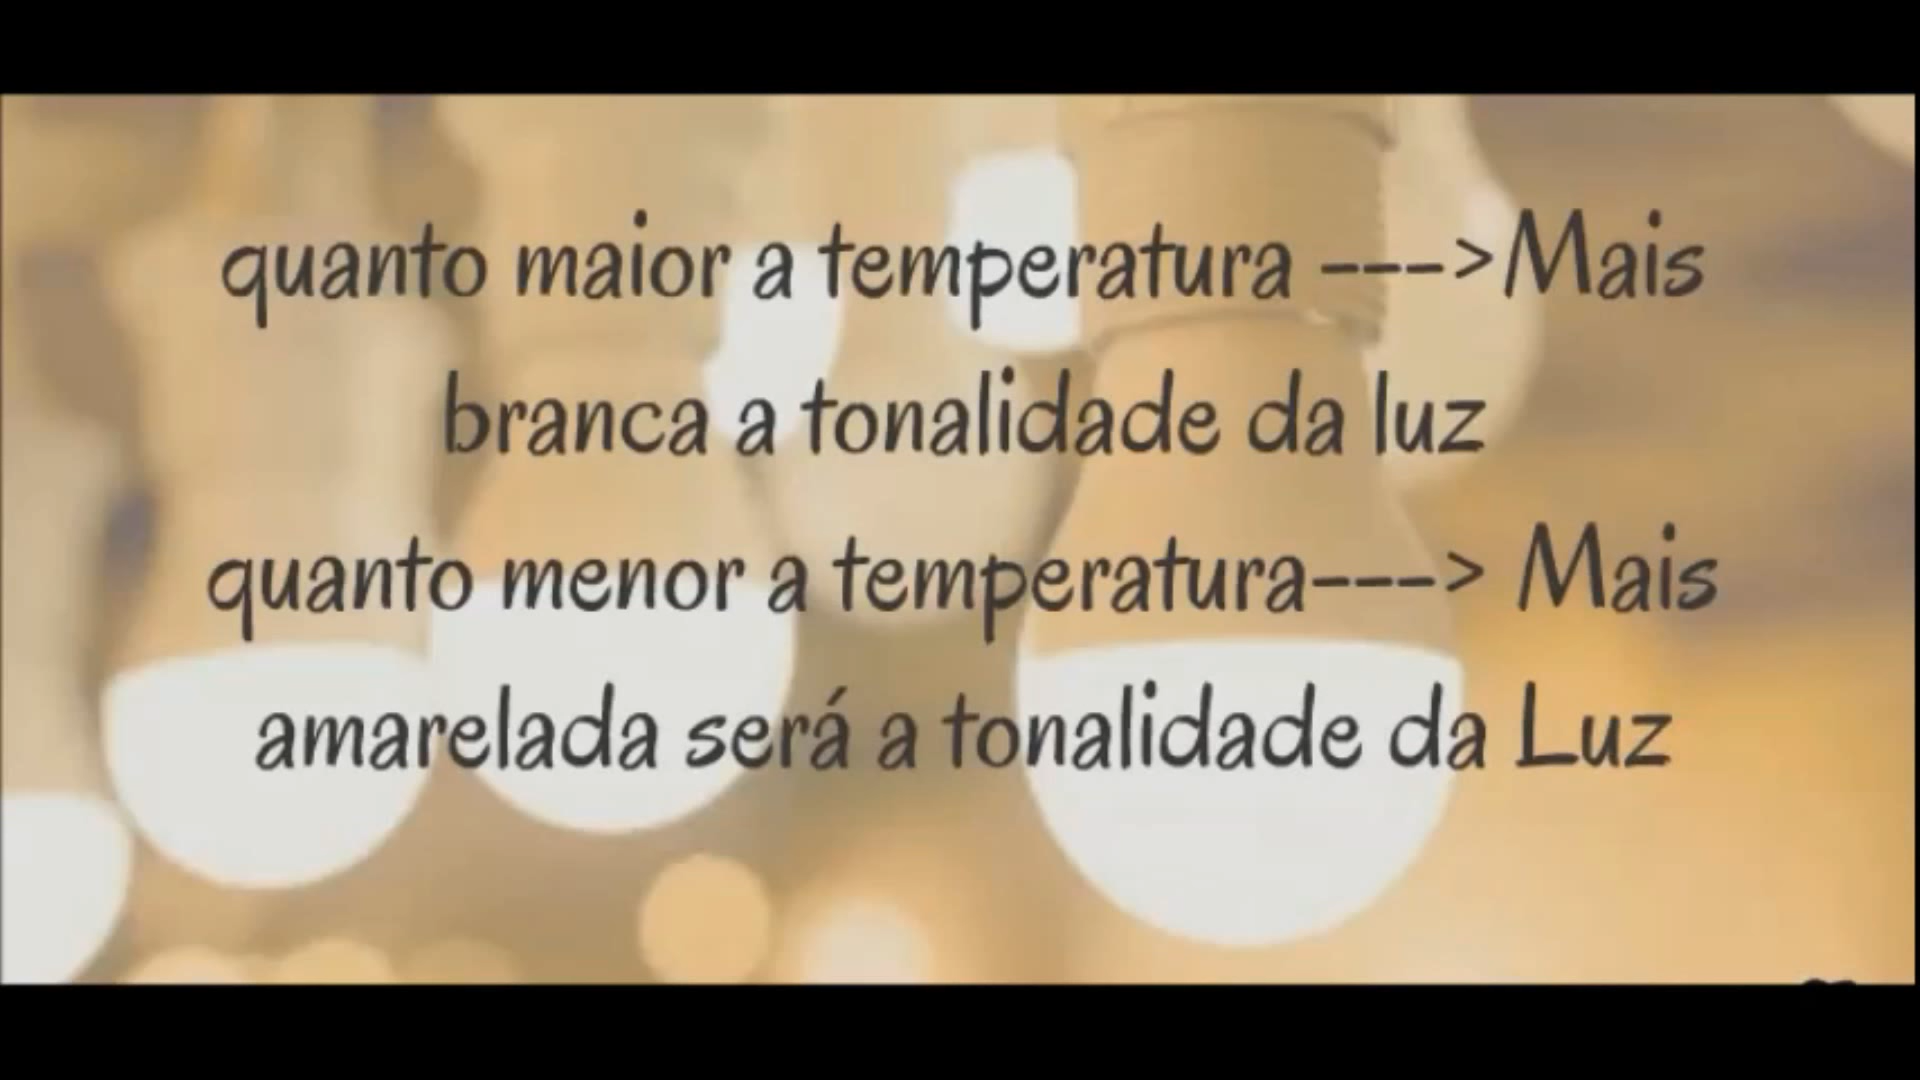 quanto maior a temperatura --->Mais
branca a tonalidade da luz
quanto menor a temperatura---> Mais
amarelada será a tonalidade da Luz